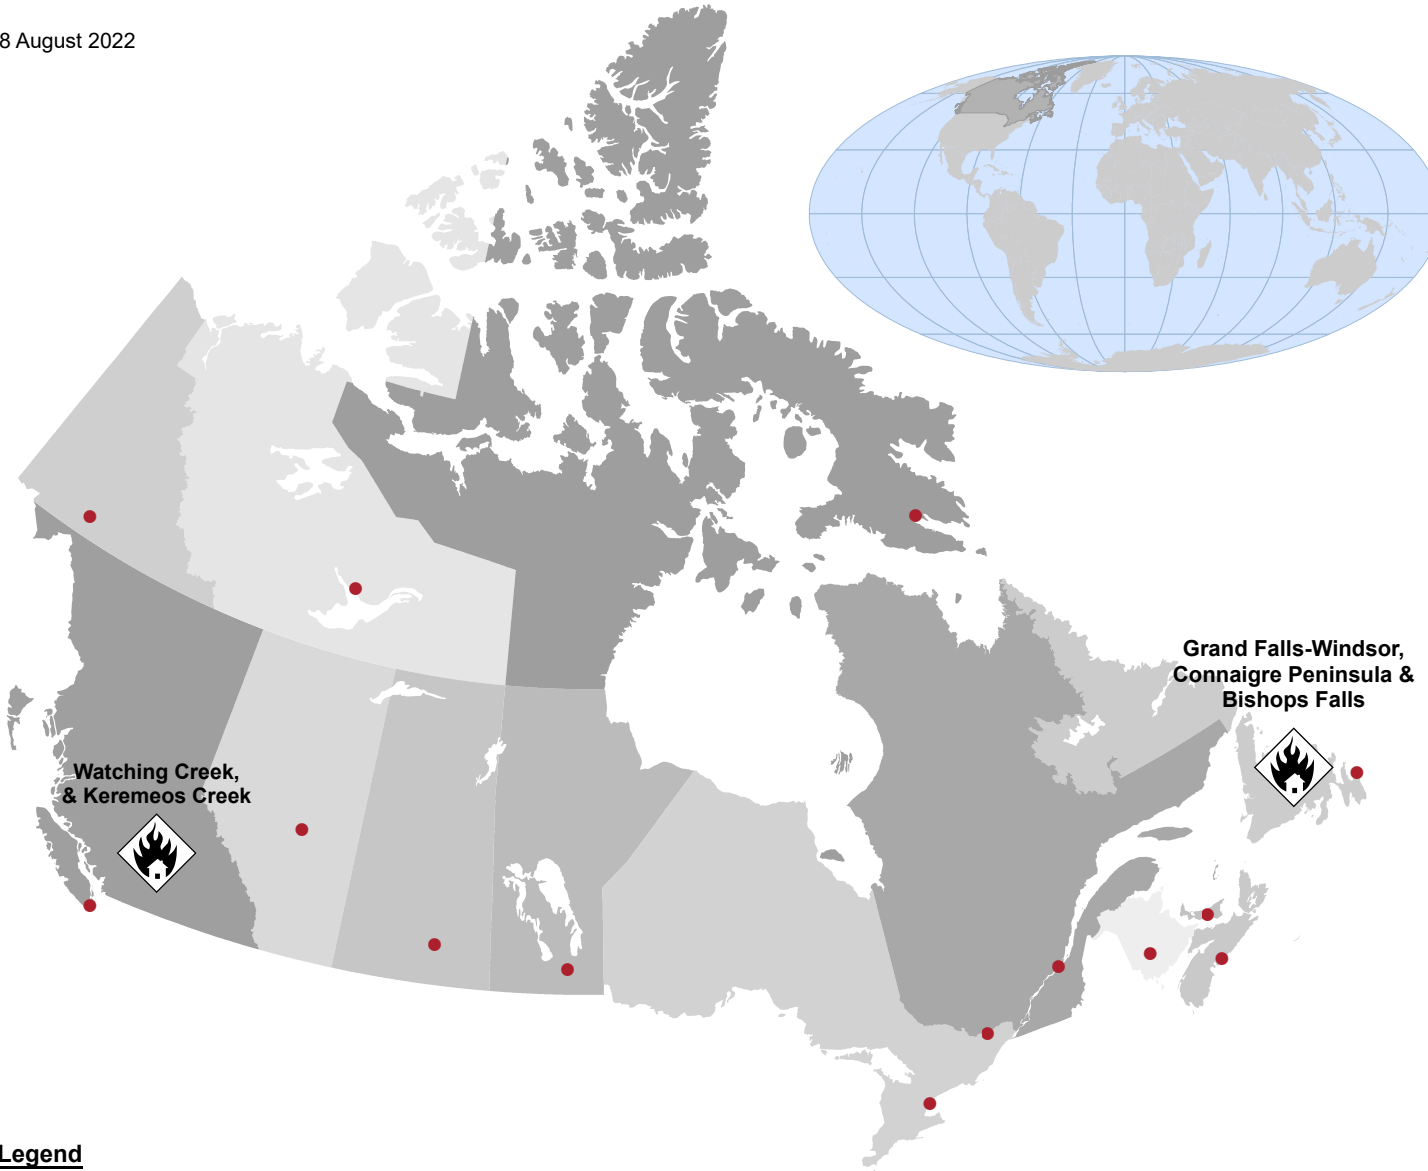 8 August 2022
Grand Falls-Windsor,
Connaigre Peninsula &
Bishops Falls
Watching Creek,
& Keremeos Creek
Legend